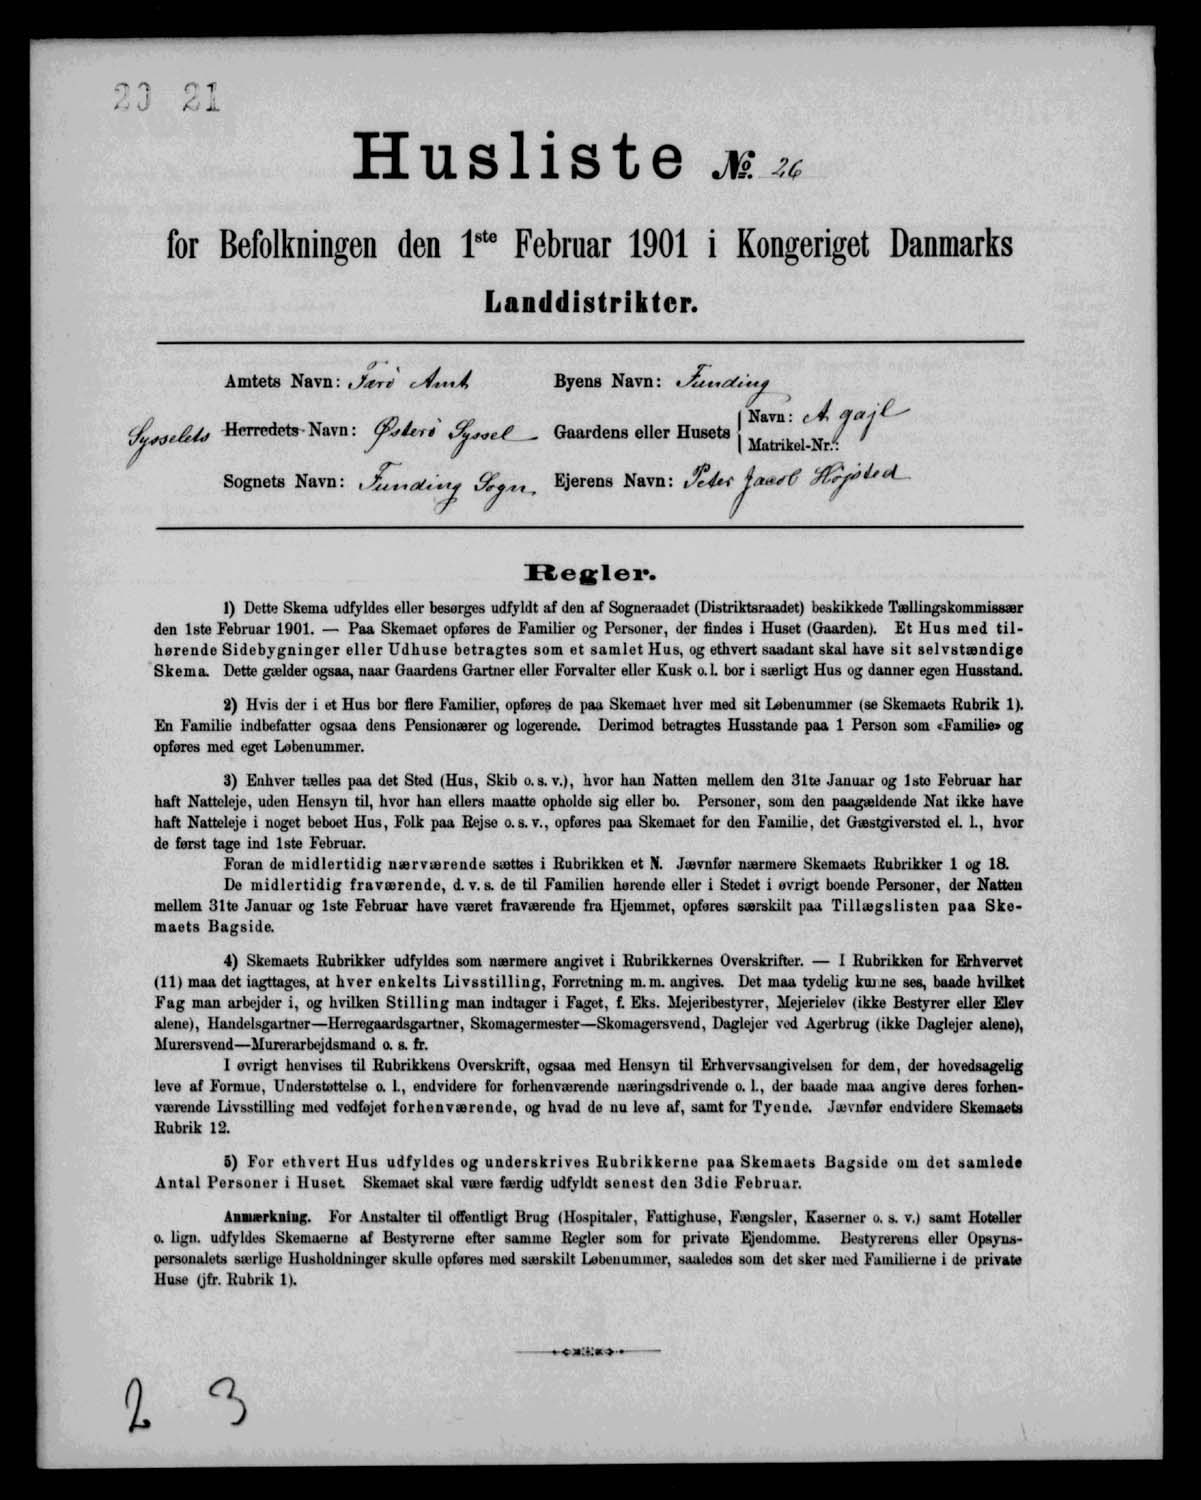 20 21
Husliste No. 26
for Befolkningen den 1ste Februar 1901 i Kongeriget Danmarks
Landdistrikter.
Amtets Navn: Færø Amt
Byens Navn: Funding
Sysselets Herredets Navn: Østerø Syssel
Gaardens eller Husets Navn: A gajl
Matrikel-Nr.:
Sognets Navn: Funding Sogn.
Ejerens Navn: Peter Jacob Højsted
Regler.
1) Dette Skema udfyldes eller besørges udfyldt af den af Sogneraadet (Distriktsraadet) beskikkede Tællingskommissær
den 1ste Februar 1901. — Paa Skemaet opføres de Familier og Personer, der findes i Huset (Gaarden). Et Hus med til-
hørende Sidebygninger eller Udhuse betragtes som et samlet Hus, og ethvert saadant skal have sit selvstændige
Skema. Dette gælder ogsaa, naar Gaardens Gartner eller Forvalter eller Kusk o. l. bor i særligt Hus og danner egen Husstand.
2) Hvis der i et Hus bor flere Familier, opføres de paa Skemaet hver med sit Løbenummer (se Skemaets Rubrik 1).
En Familie indbefatter ogsaa dens Pensionærer og logerende. Derimod betragtes Husstande paa 1 Person som «Familie» og
opføres med eget Løbenummer.
3) Enhver tælles paa det Sted (Hus, Skib o. s. v.), hvor han Natten mellem den 31te Januar og 1ste Februar har
haft Natteleje, uden Hensyn til, hvor han ellers maatte opholde sig eller bo. Personer, som den paagældende Nat ikke have
haft Natteleje i noget beboet Hus, Folk paa Rejse o. s. v., opføres paa Skemaet for den Familie, det Gæstgiversted el. l., hvor
de først tage ind 1ste Februar.
Foran de midlertidig nærværende sættes i Rubrikken et N. Jævnfør nærmere Skemaets Rubrikker 1 og 18.
De midlertidig fraværende, d. v. s. de til Familien hørende eller i Stedet i øvrigt boende Personer, der Natten
mellem 31te Januar og 1ste Februar have været fraværende fra Hjemmet, opføres særskilt paa Tillægslisten paa Ske-
maets Bagside.
4) Skemaets Rubrikker udfyldes som nærmere angivet i Rubrikkernes Overskrifter. — I Rubrikken for Erhvervet
(11) maa det iagttages, at hver enkelts Livsstilling, Forretning m. m. angives. Det maa tydelig kunne ses, baade hvilket
Fag man arbejder i, og hvilken Stilling man indtager i Faget, f. Eks. Mejeribestyrer, Mejerielev (ikke Bestyrer eller Elev
alene), Handelsgartner—Herregaardsgartner, Skomagermester—Skomagersvend, Daglejer ved Agerbrug (ikke Daglejer alene),
Murersvend—Murerarbejdsmand o. s. fr.
I øvrigt henvises til Rubrikkens Overskrift, ogsaa med Hensyn til Erhvervsangivelsen for dem, der hovedsagelig
leve af Formue, Understøttelse o. l., endvidere for forhenværende næringsdrivende o. l., der baade maa angive deres forhen-
værende Livsstilling med vedføjet forhenværende, og hvad de nu leve af, samt for Tyende. Jævnfør endvidere Skemaets
Rubrik 12.
5) For ethvert Hus udfyldes og underskrives Rubrikkerne paa Skemaets Bagside om det samlede
Antal Personer i Huset. Skemaet skal være færdig udfyldt senest den 3die Februar.
Anmærkning. For Anstalter til offentligt Brug (Hospitaler, Fattighuse, Fængsler, Kaserner o. s. v.) samt Hoteller
o. lign. udfyldes Skemaerne af Bestyrerne efter samme Regler som for private Ejendomme. Bestyrerens eller Opsyns-
personalets særlige Husholdninger skulle opføres med særskilt Løbenummer, saaledes som det sker med Familierne i de private
Huse (jfr. Rubrik 1).
2 3